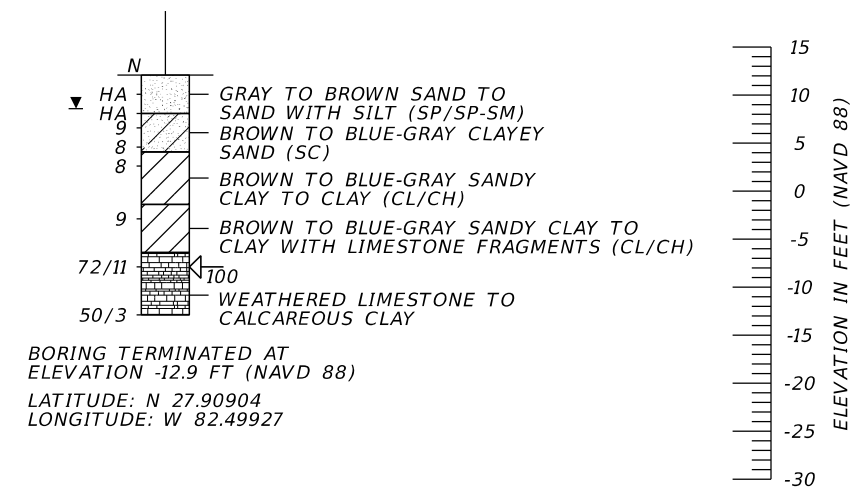 N
HA
GRAY TO BROWN SAND TO
HA
SAND WITH SILT (SP/SP-SM)
9
BROWN TO BLUE-GRAY CLAYEY
8
SAND (SC)
8
BROWN TO BLUE-GRAY SANDY
CLAY TO CLAY (CL/CH)
9
BROWN TO BLUE-GRAY SANDY CLAY TO
CLAY WITH LIMESTONE FRAGMENTS (CL/CH)
72/11
100
WEATHERED LIMESTONE TO
50/3
CALCAREOUS CLAY
BORING TERMINATED AT
ELEVATION -12.9 FT (NAVD 88)
LATITUDE: N 27.90904
LONGITUDE: W 82.49927
15
10
5
0
-5
-10
-15
-20
-25
-30
ELEVATION IN FEET (NAVD 88)